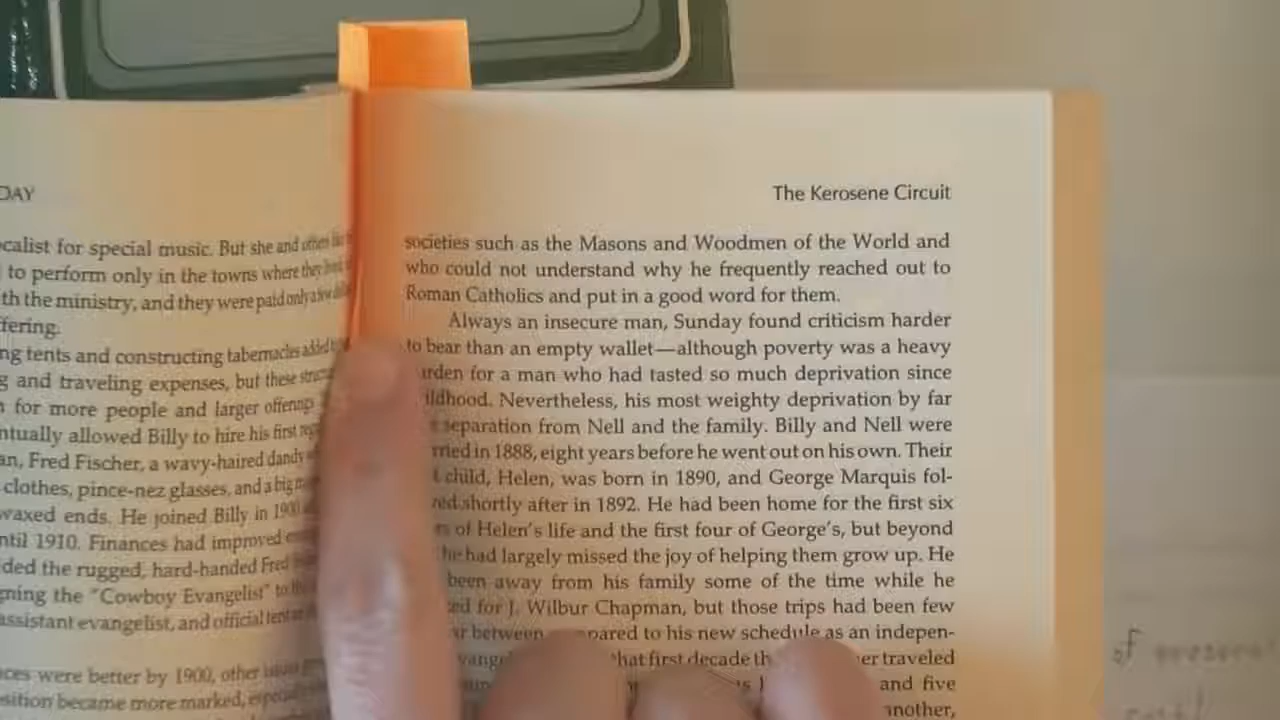 DAY
calist for special music. But she and others
to perform only in the towns where they
th the ministry, and they were paid only a few
fering.
ng tents and constructing tabernacles added
g and traveling expenses, but these
n for more people and larger offerings
ntually allowed Billy to hire his first
an, Fred Fischer, a wavy-haired dandy
clothes, pince-nez glasses, and a big
waxed ends. He joined Billy in 1900
ntil 1910. Finances had improved
ded the rugged, hard-handed Fred
gning the "Cowboy Evangelist" to
assistant evangelist, and official tent
ces were better by 1900, other
sition became more marked, especially
The Kerosene Circuit
societies such as the Masons and Woodmen of the World and
who could not understand why he frequently reached out to
Roman Catholics and put in a good word for them.
Always an insecure man, Sunday found criticism harder
to bear than an empty wallet—although poverty was a heavy
rden for a man who had tasted so much deprivation since
ildhood. Nevertheless, his most weighty deprivation by far
separation from Nell and the family. Billy and Nell were
rried in 1888, eight years before he went out on his own. Their
child, Helen, was born in 1890, and George Marquis fol-
wed shortly after in 1892. He had been home for the first six
of Helen's life and the first four of George's, but beyond
he had largely missed the joy of helping them grow up. He
been away from his family some of the time while he
ed for J. Wilbur Chapman, but those trips had been few
between pared to his new schedule as an indepen-
that first decade traveled
and five
another,
of